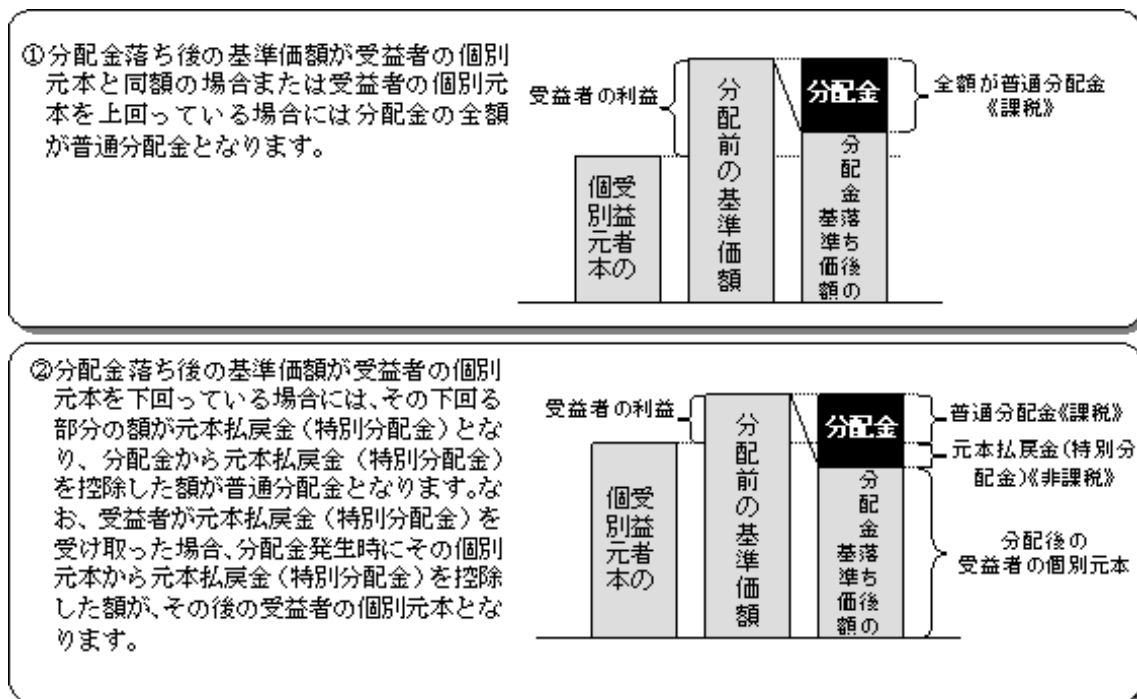 ①分配金落ち後の基準価額が受益者の個別
元本と同額の場合または受益者の個別元
本を上回っている場合には分配金の全額
が普通分配金となります。
受益者の利益
個別元本
受益者の
分配前の基準価額
分配金
分配金落ち後の
基準価額
全額が普通分配金
《課税》
②分配金落ち後の基準価額が受益者の個別
元本を下回っている場合には、その下回る
部分の額が元本払戻金（特別分配金）とな
り、分配金から元本払戻金（特別分配金）
を控除した額が普通分配金となります。な
お、受益者が元本払戻金（特別分配金）を
受け取った場合、分配金発生時にその個別
元本から元本払戻金（特別分配金）を控除
した額が、その後の受益者の個別元本とな
ります。
受益者の利益
受益者の
個別元本
分配前の基準価額
分配金
分配金落ち後の
基準価額
普通分配金《課税》
元本払戻金（特別分
配金）《非課税》
分配後の
受益者の個別元本